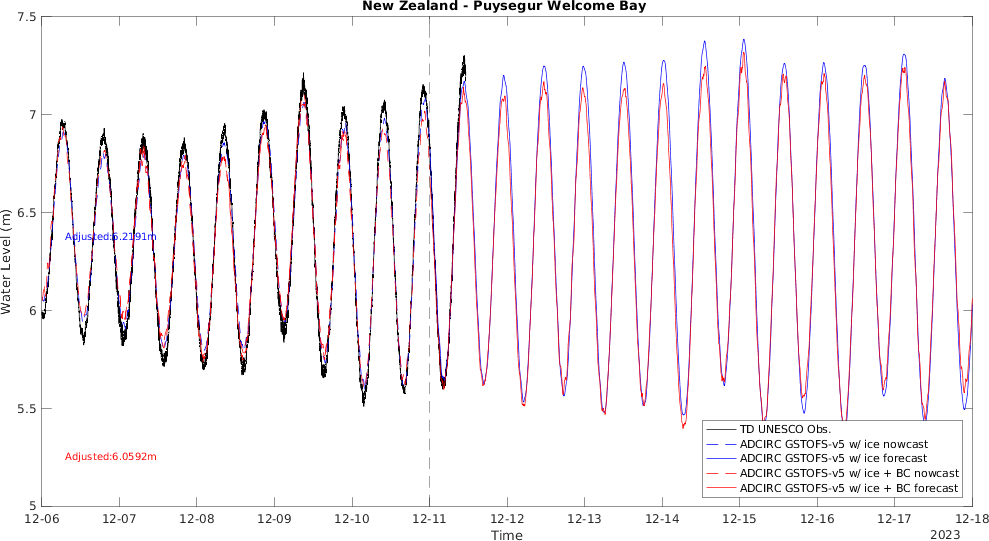 New Zealand - Puysegur Welcome Bay
7.5
7
6.5
6
5.5
5
Water Level (m)
Adjusted:6.2191m
Adjusted:6.0592m
TD UNESCO Obs.
ADCIRC GSTOFS-v5 w/ ice nowcast
ADCIRC GSTOFS-v5 w/ ice forecast
ADCIRC GSTOFS-v5 w/ ice + BC nowcast
ADCIRC GSTOFS-v5 w/ ice + BC forecast
12-06 12-07 12-08 12-09 12-10 12-11 12-12 12-13 12-14 12-15 12-16 12-17 12-18
Time
2023